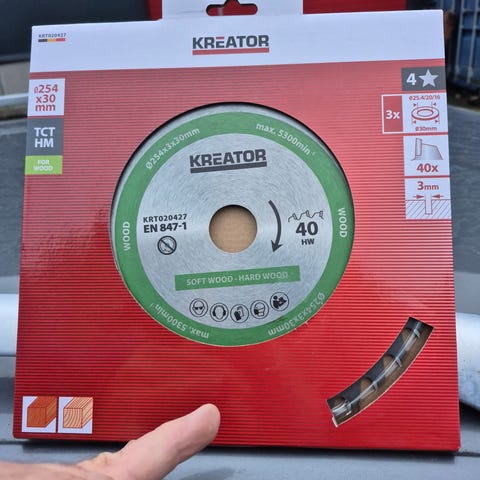 KRT020427
KREATOR
Ø254
x30
mm
TCT
HM
FOR
WOOD
4★
Ø25.4/20/16
3x
Ø30mm
40x
3mm
Ø254x3x30mm
max. 5300min⁻¹
KREATOR
KRT020427
EN 847-1
40
HW
WOOD
WOOD
SOFT WOOD - HARD WOOD
max. 5300min⁻¹
Ø254x3x30mm